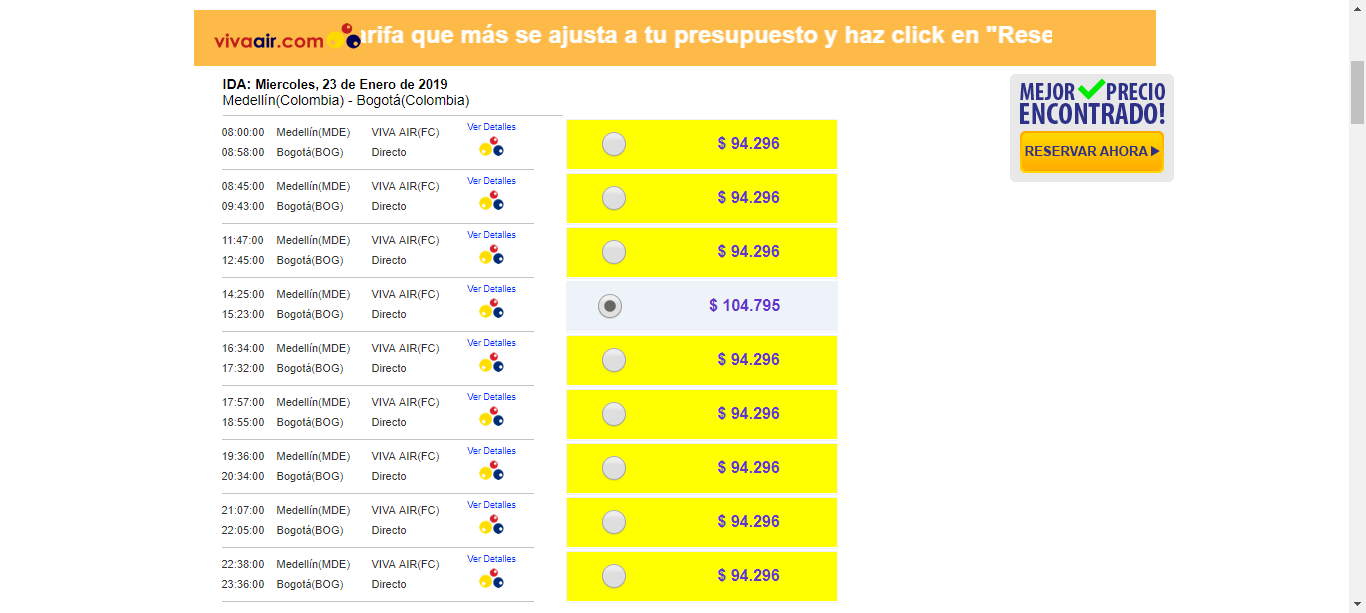 vivaair.com
arifa que más se ajusta a tu presupuesto y haz click en "Rese
IDA: Miercoles, 23 de Enero de 2019
Medellín(Colombia) - Bogotá(Colombia)
MEJOR PRECIO
ENCONTRADO!
RESERVAR AHORA
08:00:00 Medellín(MDE) VIVA AIR(FC) Ver Detalles
08:58:00 Bogotá(BOG) Directo
$ 94.296
08:45:00 Medellín(MDE) VIVA AIR(FC) Ver Detalles
09:43:00 Bogotá(BOG) Directo
$ 94.296
11:47:00 Medellín(MDE) VIVA AIR(FC) Ver Detalles
12:45:00 Bogotá(BOG) Directo
$ 94.296
14:25:00 Medellín(MDE) VIVA AIR(FC) Ver Detalles
15:23:00 Bogotá(BOG) Directo
$ 104.795
16:34:00 Medellín(MDE) VIVA AIR(FC) Ver Detalles
17:32:00 Bogotá(BOG) Directo
$ 94.296
17:57:00 Medellín(MDE) VIVA AIR(FC) Ver Detalles
18:55:00 Bogotá(BOG) Directo
$ 94.296
19:36:00 Medellín(MDE) VIVA AIR(FC) Ver Detalles
20:34:00 Bogotá(BOG) Directo
$ 94.296
21:07:00 Medellín(MDE) VIVA AIR(FC) Ver Detalles
22:05:00 Bogotá(BOG) Directo
$ 94.296
22:38:00 Medellín(MDE) VIVA AIR(FC) Ver Detalles
23:36:00 Bogotá(BOG) Directo
$ 94.296